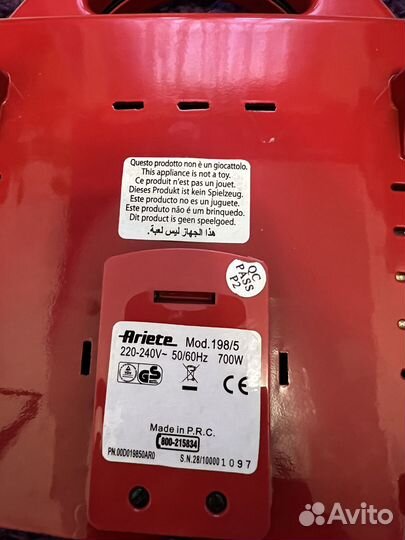 Questo prodotto non è un giocattolo.
This appliance is not a toy.
Ce produit n'est pas un jouet.
Dieses Produkt ist kein Spielzeug.
Este producto no es un juguete.
Este produto não é um brinquedo.
Dit product is geen speelgoed.
هذا الجهاز ليس لعبة.
QC
PASS
P2
Ariete Mod.198/5
220-240V~ 50/60Hz 700W
GS
CE
Made in P.R.C.
800-215834
PN.00D019850AR0 S.N.28/10000 1097
Avito